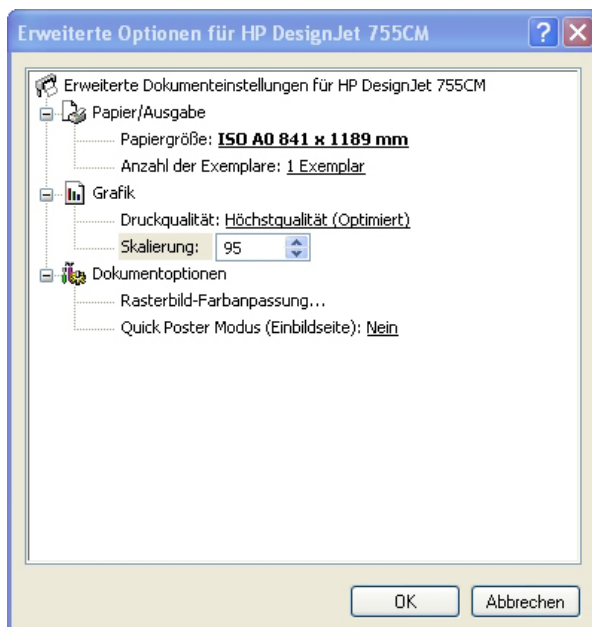 Erweiterte Optionen für HP DesignJet 755CM
Erweiterte Dokumenteinstellungen für HP DesignJet 755CM
Papier/Ausgabe
Papiergröße: ISO A0 841 x 1189 mm
Anzahl der Exemplare: 1 Exemplar
Grafik
Druckqualität: Höchstqualität (Optimiert)
Skalierung: 95
Dokumentoptionen
Rasterbild-Farbanpassung...
Quick Poster Modus (Einbildseite): Nein
OK Abbrechen